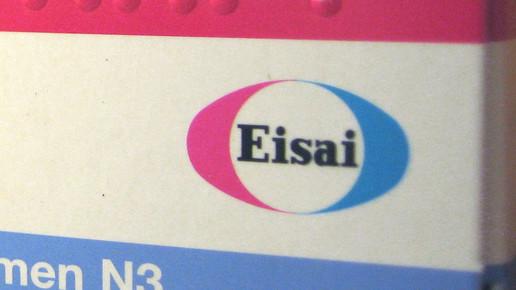 Eisai
men N3